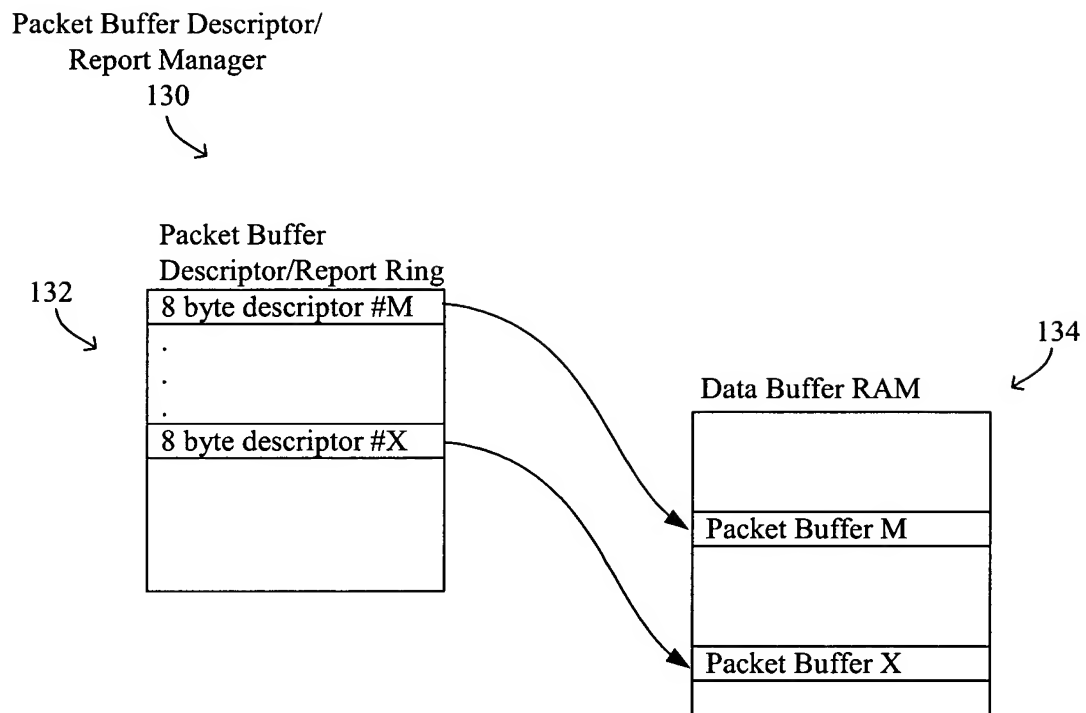 Packet Buffer Descriptor/
Report Manager
130
Packet Buffer
Descriptor/Report Ring
132
8 byte descriptor #M
.
.
.
134
Data Buffer RAM
8 byte descriptor #X
Packet Buffer M
Packet Buffer X